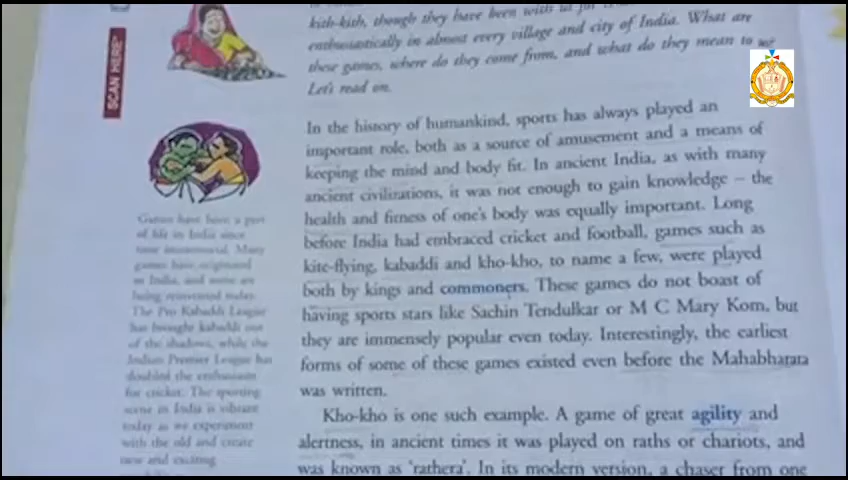 SCAN HERE*
kith-kith, though they have been with us for
enthusiastically in almost every village and city of India. What are
these games, where do they come from, and what do they mean to us?
Let's read on.
In the history of humankind, sports has always played an
important role, both as a source of amusement and a means of
keeping the mind and body fit. In ancient India, as with many
ancient civilizations, it was not enough to gain knowledge – the
health and fitness of one's body was equally important. Long
before India had embraced cricket and football, games such as
kite-flying, kabaddi and kho-kho, to name a few, were played
both by kings and commoners. These games do not boast of
having sports stars like Sachin Tendulkar or M C Mary Kom, but
they are immensely popular even today. Interestingly, the earliest
forms of some of these games existed even before the Mahabharata
was written.
Kho-kho is one such example. A game of great agility and
alertness, in ancient times it was played on raths or chariots, and
was known as 'rathera'. In its modern version, a chaser from one
Games have been a part
of life in India since
time immemorial. Many
games have originated
in India, and some are
being reinvented today.
The Pro Kabaddi League
has brought kabaddi out
of the shadows, while the
Indian Premier League has
doubled the enthusiasm
for cricket. The sporting
scene in India is vibrant
today as we experiment
with the old and create
new and exciting